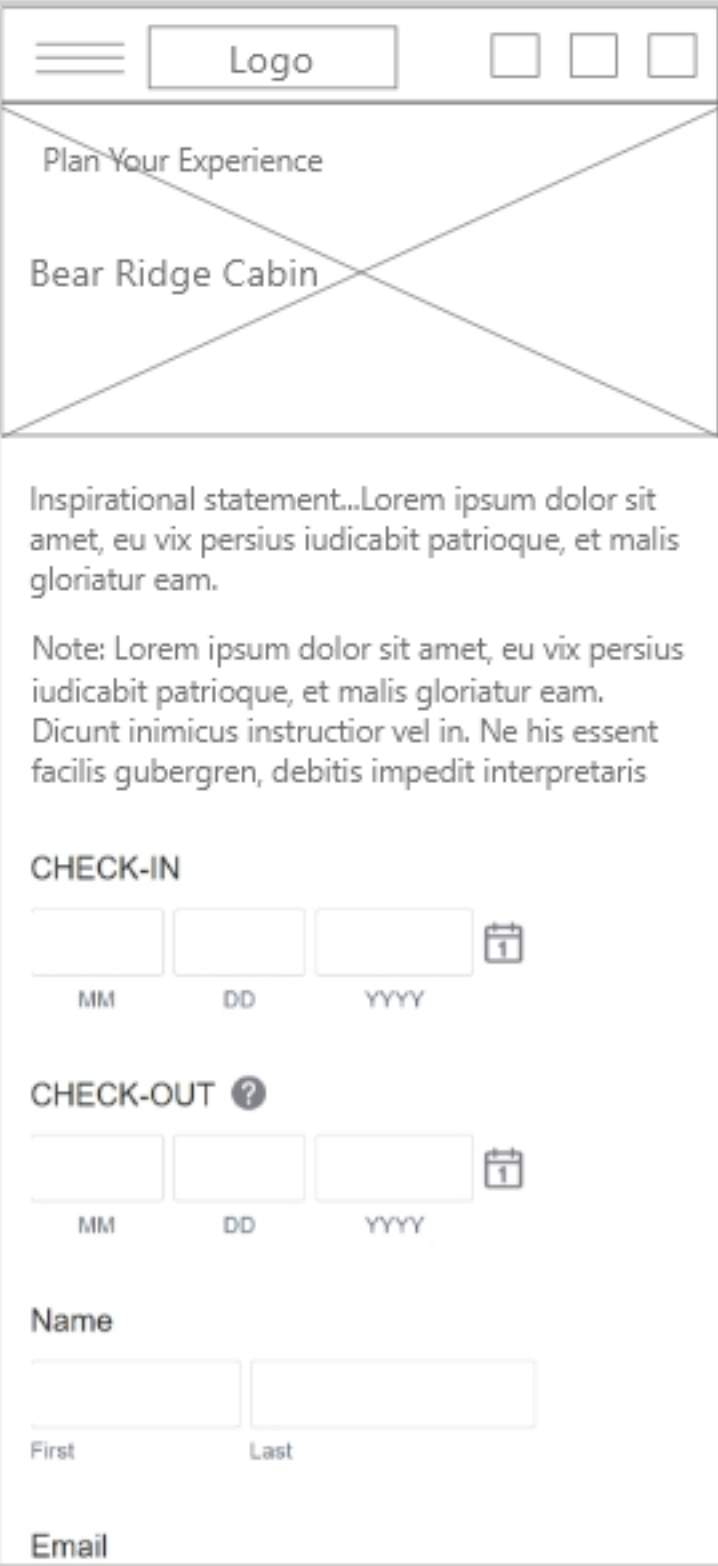 Logo
Plan Your Experience
Bear Ridge Cabin
Inspirational statement...Lorem ipsum dolor sit
amet, eu vix persius iudicabit patrioque, et malis
gloriatur eam.
Note: Lorem ipsum dolor sit amet, eu vix persius
iudicabit patrioque, et malis gloriatur eam.
Dicunt inimicus instructior vel in. Ne his essent
facilis gubergren, debitis impedit interpretaris
CHECK-IN
1
MM DD YYYY
CHECK-OUT ?
1
MM DD YYYY
Name
First Last
Email